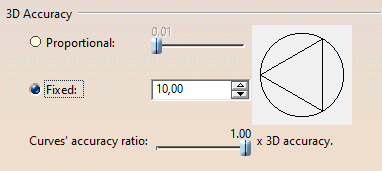 3D Accuracy
0.01
Proportional:
Fixed:
10,00
1.00
Curves' accuracy ratio:
x 3D accuracy.